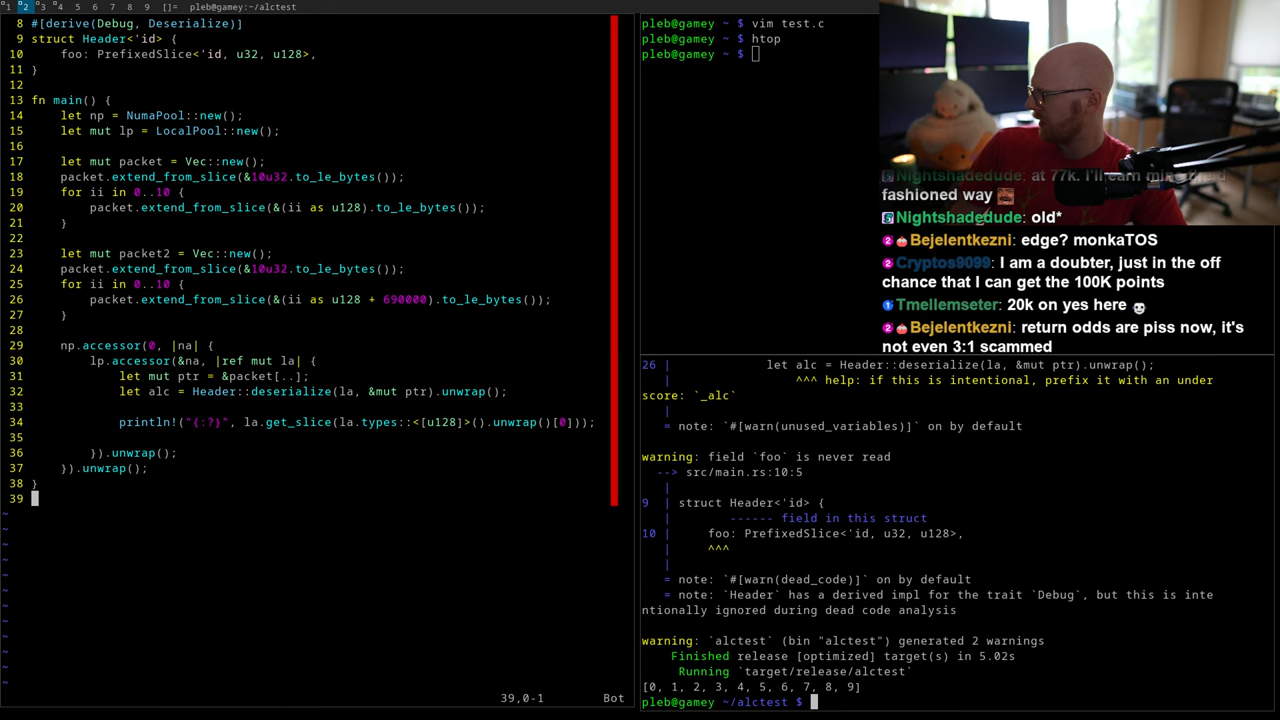 1 2 3 4 5 6 7 8 9 []= pleb@gamey:~/alctest
8 #[derive(Debug, Deserialize)]
9 struct Header<'id> {
10 foo: PrefixedSlice<'id, u32, u128>,
11 }
12
13 fn main() {
14 let np = NumaPool::new();
15 let mut lp = LocalPool::new();
16
17 let mut packet = Vec::new();
18 packet.extend_from_slice(&10u32.to_le_bytes());
19 for ii in 0..10 {
20 packet.extend_from_slice(&(ii as u128).to_le_bytes());
21 }
22
23 let mut packet2 = Vec::new();
24 packet.extend_from_slice(&10u32.to_le_bytes());
25 for ii in 0..10 {
26 packet.extend_from_slice(&(ii as u128 + 690000).to_le_bytes());
27 }
28
29 np.accessor(0, |na| {
30 lp.accessor(&na, |ref mut la| {
31 let mut ptr = &packet[..];
32 let alc = Header::deserialize(la, &mut ptr).unwrap();
33
34 println!("{:?}", la.get_slice(la.types::<[u128]>().unwrap()[0]));
35
36 }).unwrap();
37 }).unwrap();
38 }
39
~
~
~
~
~
~
~
~
~
~
~
~
39,0-1 Bot
pleb@gamey ~ $ vim test.c
pleb@gamey ~ $ htop
pleb@gamey ~ $
Nightshadedude: at 77k. I'll earn mine
fashioned way
Nightshadedude: old*
Bejelentkezni: edge? monkaTOS
Cryptos9099: I am a doubter, just in the off
chance that I can get the 100K points
Tmellemseter: 20k on yes here
Bejelentkezni: return odds are piss now, it's
not even 3:1 scammed
26 | let alc = Header::deserialize(la, &mut ptr).unwrap();
| ^^^ help: if this is intentional, prefix it with an under
score: `_alc`
|
= note: `#[warn(unused_variables)]` on by default
warning: field `foo` is never read
--> src/main.rs:10:5
|
9 | struct Header<'id> {
| ------ field in this struct
10 | foo: PrefixedSlice<'id, u32, u128>,
| ^^^
|
= note: `#[warn(dead_code)]` on by default
= note: `Header` has a derived impl for the trait `Debug`, but this is inte
ntionally ignored during dead code analysis
warning: `alctest` (bin "alctest") generated 2 warnings
Finished release [optimized] target(s) in 5.02s
Running `target/release/alctest`
[0, 1, 2, 3, 4, 5, 6, 7, 8, 9]
pleb@gamey ~/alctest $